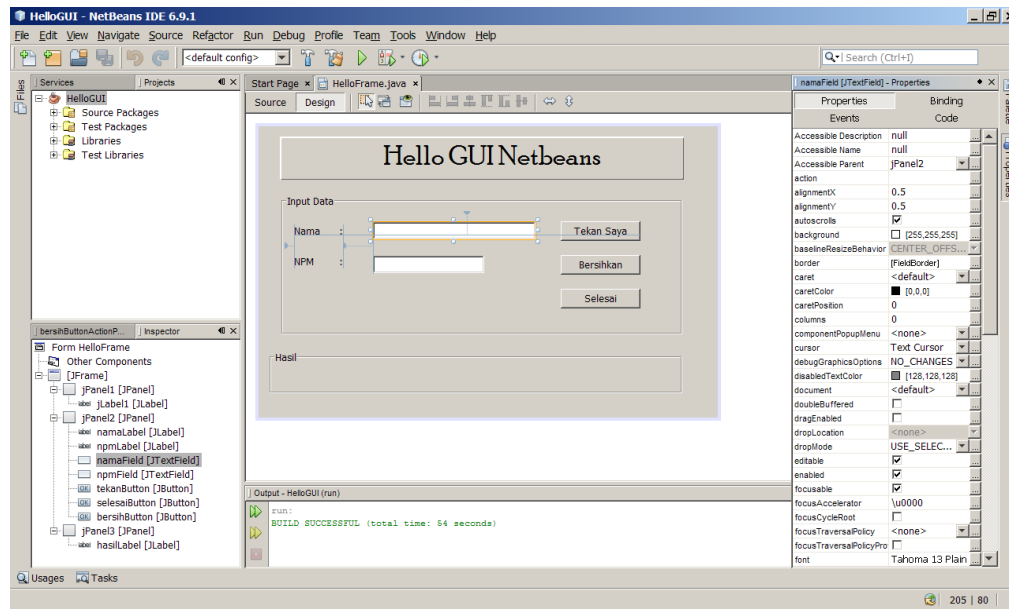 HelloGUI - NetBeans IDE 6.9.1
File Edit View Navigate Source Refactor Run Debug Profile Team Tools Window Help
<default config>
Search (Ctrl+I)
Files
Services
Projects
HelloGUI
Source Packages
Test Packages
Libraries
Test Libraries
Start Page
HelloFrame.java
Source Design
Hello GUI Netbeans
Input Data
Nama :
Tekan Saya
NPM :
Bersihkan
Selesai
Hasil
bersihButtonActionP...
Inspector
Form HelloFrame
Other Components
[JFrame]
jPanel1 [JPanel]
jLabel1 [JLabel]
jPanel2 [JPanel]
namaLabel [JLabel]
npmLabel [JLabel]
namaField [JTextField]
npmField [JTextField]
tekanButton [JButton]
selesaiButton [JButton]
bersihButton [JButton]
jPanel3 [JPanel]
hasilLabel [JLabel]
Output - HelloGUI (run)
run:
BUILD SUCCESSFUL (total time: 54 seconds)
namaField [JTextField] - Properties
Properties Binding
Events Code
Accessible Description null
Accessible Name null
Accessible Parent jPanel2
action
alignmentX 0.5
alignmentY 0.5
autoscrolls
background [255,255,255]
baselineResizeBehavior CENTER_OFFS...
border [FieldBorder]
caret <default>
caretColor [0,0,0]
caretPosition 0
columns 0
componentPopupMenu <none>
cursor Text Cursor
debugGraphicsOptions NO_CHANGES
disabledTextColor [128,128,128]
document <default>
doubleBuffered
dragEnabled
dropLocation <none>
dropMode USE_SELEC...
editable
enabled
focusable
focusAccelerator \u0000
focusCycleRoot
focusTraversalPolicy <none>
focusTraversalPolicyPro
font Tahoma 13 Plain
Usages
Tasks
205 | 80